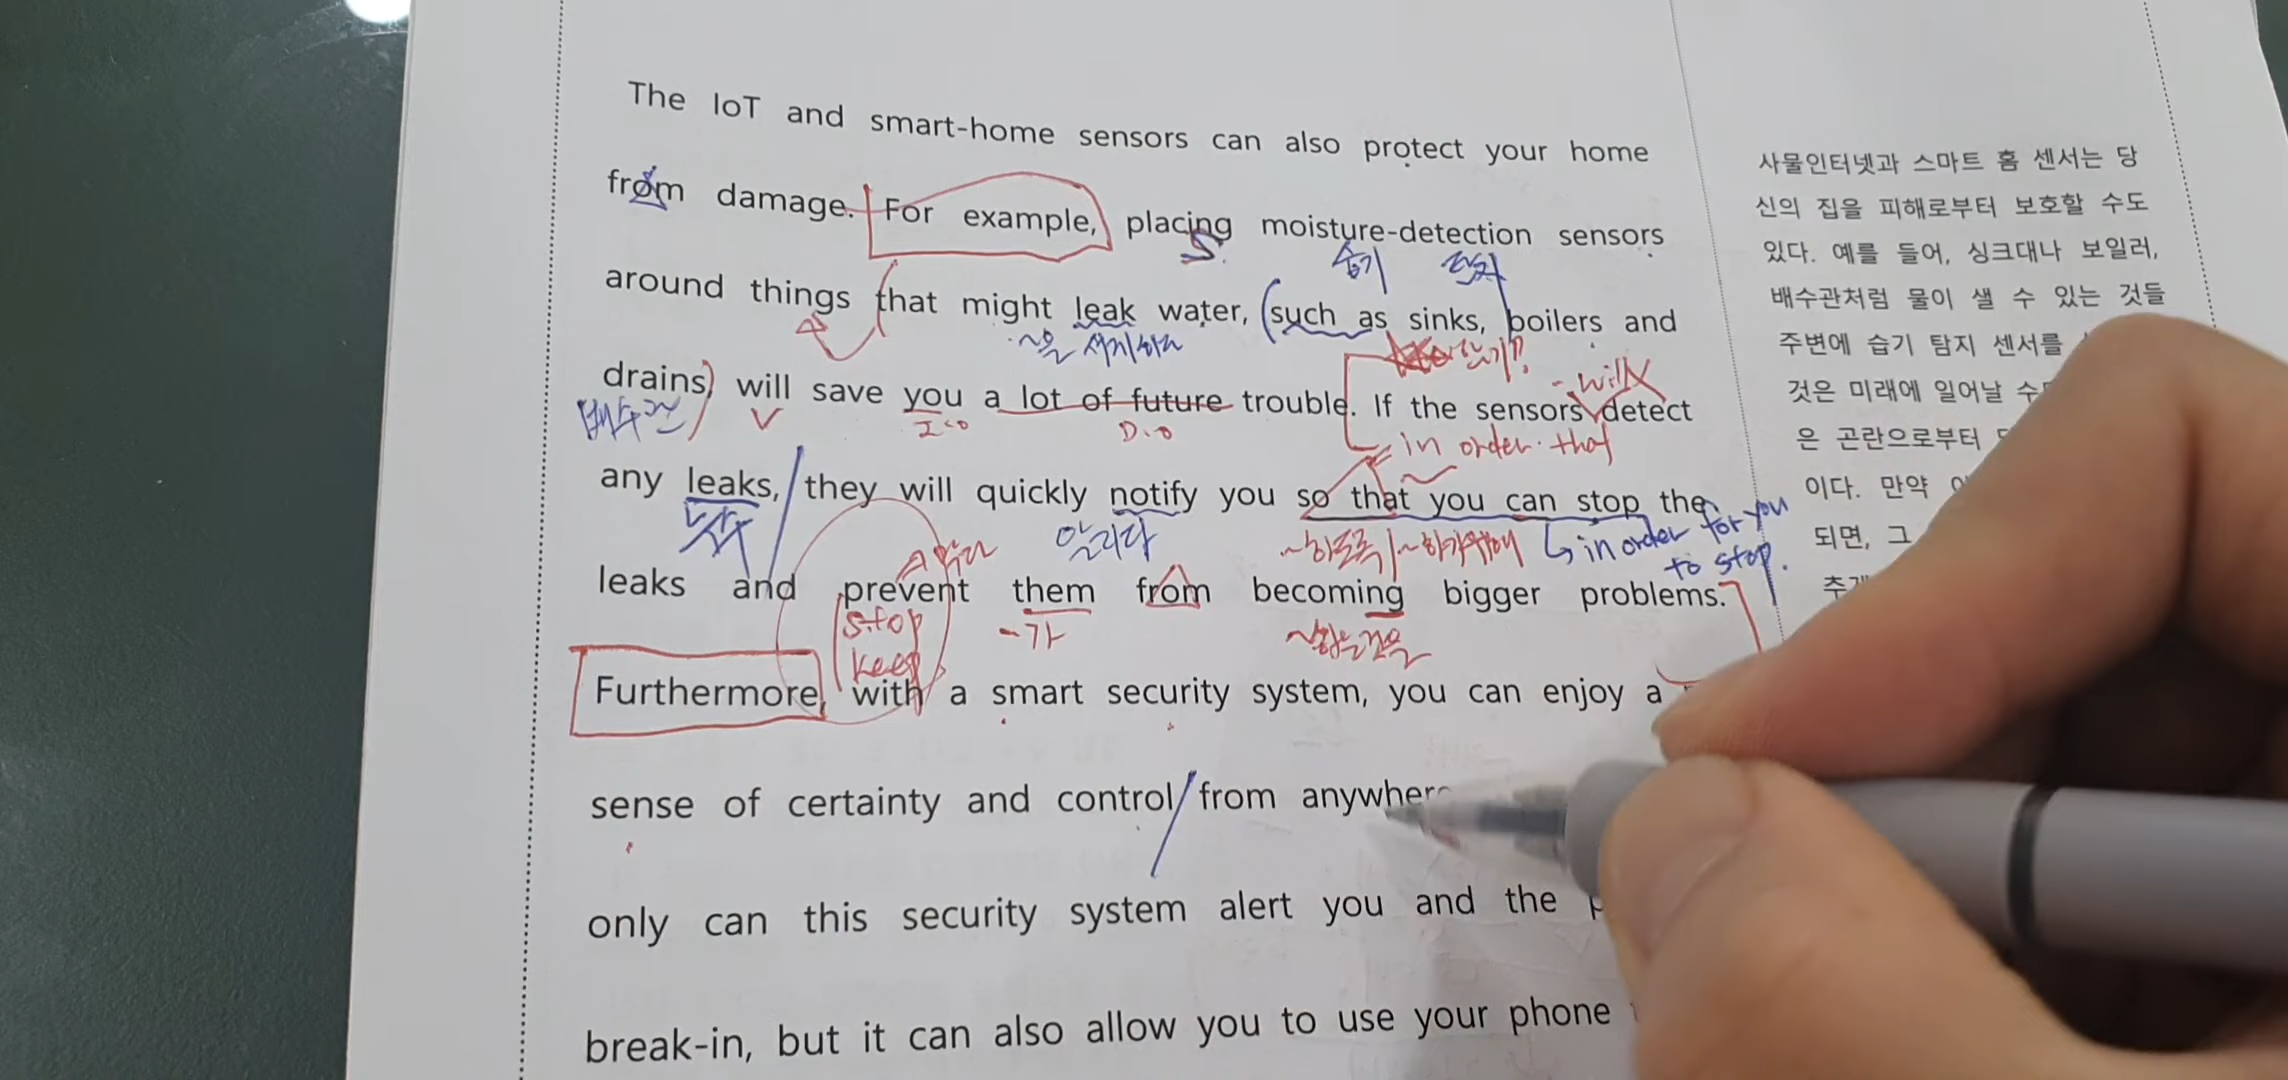 The IoT and smart-home sensors can also protect your home
from damage. For example, placing moisture-detection sensors
S
습기
around things that might leak water, such as sinks, boilers and
will
drains, will save you a lot of future trouble. If the sensors detect
배수관
V
I·O
D·O
in order that
any leaks, they will quickly notify you so that you can stop the
알리다
~하도록/~하기위해
in order for you
to stop.
leaks and prevent them from becoming bigger problems.
stop
keep
-가
~하는것을
Furthermore, with a smart security system, you can enjoy a
sense of certainty and control from
only can this security system alert you and the
break-in, but it can also allow you to use your phone
사물인터넷과 스마트 홈 센서는 당
신의 집을 피해로부터 보호할 수도
있다. 예를 들어, 싱크대나 보일러,
배수관처럼 물이 샐 수 있는 것들
주변에 습기 탐지 센서를
것은 미래에 일어날 수
은 곤란으로부터
이다. 만약
되면, 그